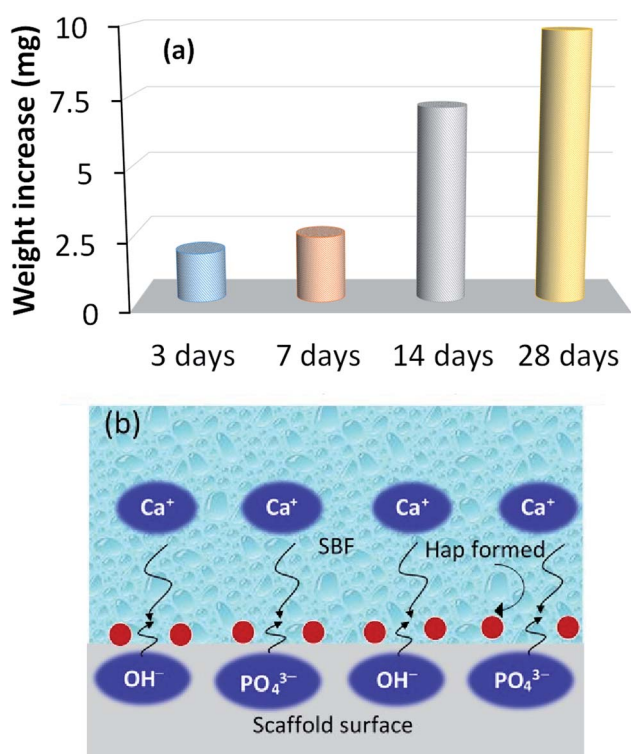 (a)
Weight increase (mg)
10
7.5
5
2.5
0
3 days 7 days 14 days 28 days
(b)
Ca⁺ Ca⁺ Ca⁺ Ca⁺
SBF Hap formed
OH⁻ PO₄³⁻ OH⁻ PO₄³⁻
Scaffold surface